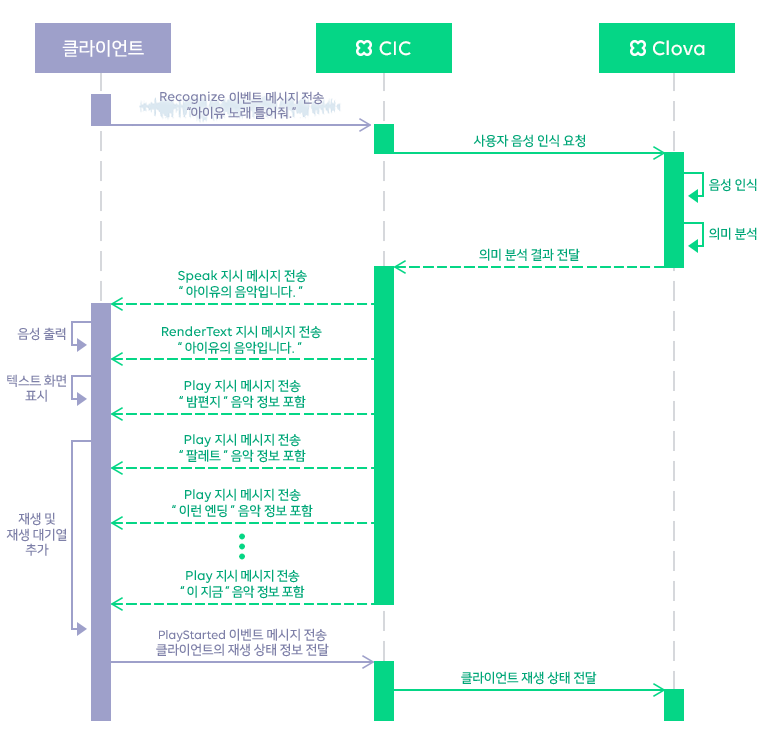 클라이언트
CIC
Clova
Recognize 이벤트 메시지 전송
“아이유 노래 틀어줘.”
사용자 음성 인식 요청
음성 인식
의미 분석
의미 분석 결과 전달
Speak 지시 메시지 전송
“ 아이유의 음악입니다. “
음성 출력
RenderText 지시 메시지 전송
“ 아이유의 음악입니다. “
텍스트 화면
표시
Play 지시 메시지 전송
“ 밤편지 “ 음악 정보 포함
Play 지시 메시지 전송
“ 팔레트 “ 음악 정보 포함
Play 지시 메시지 전송
“ 이런 엔딩 “ 음악 정보 포함
재생 및
재생 대기열
추가
Play 지시 메시지 전송
“ 이 지금 “ 음악 정보 포함
PlayStarted 이벤트 메시지 전송
클라이언트의 재생 상태 정보 전달
클라이언트 재생 상태 전달